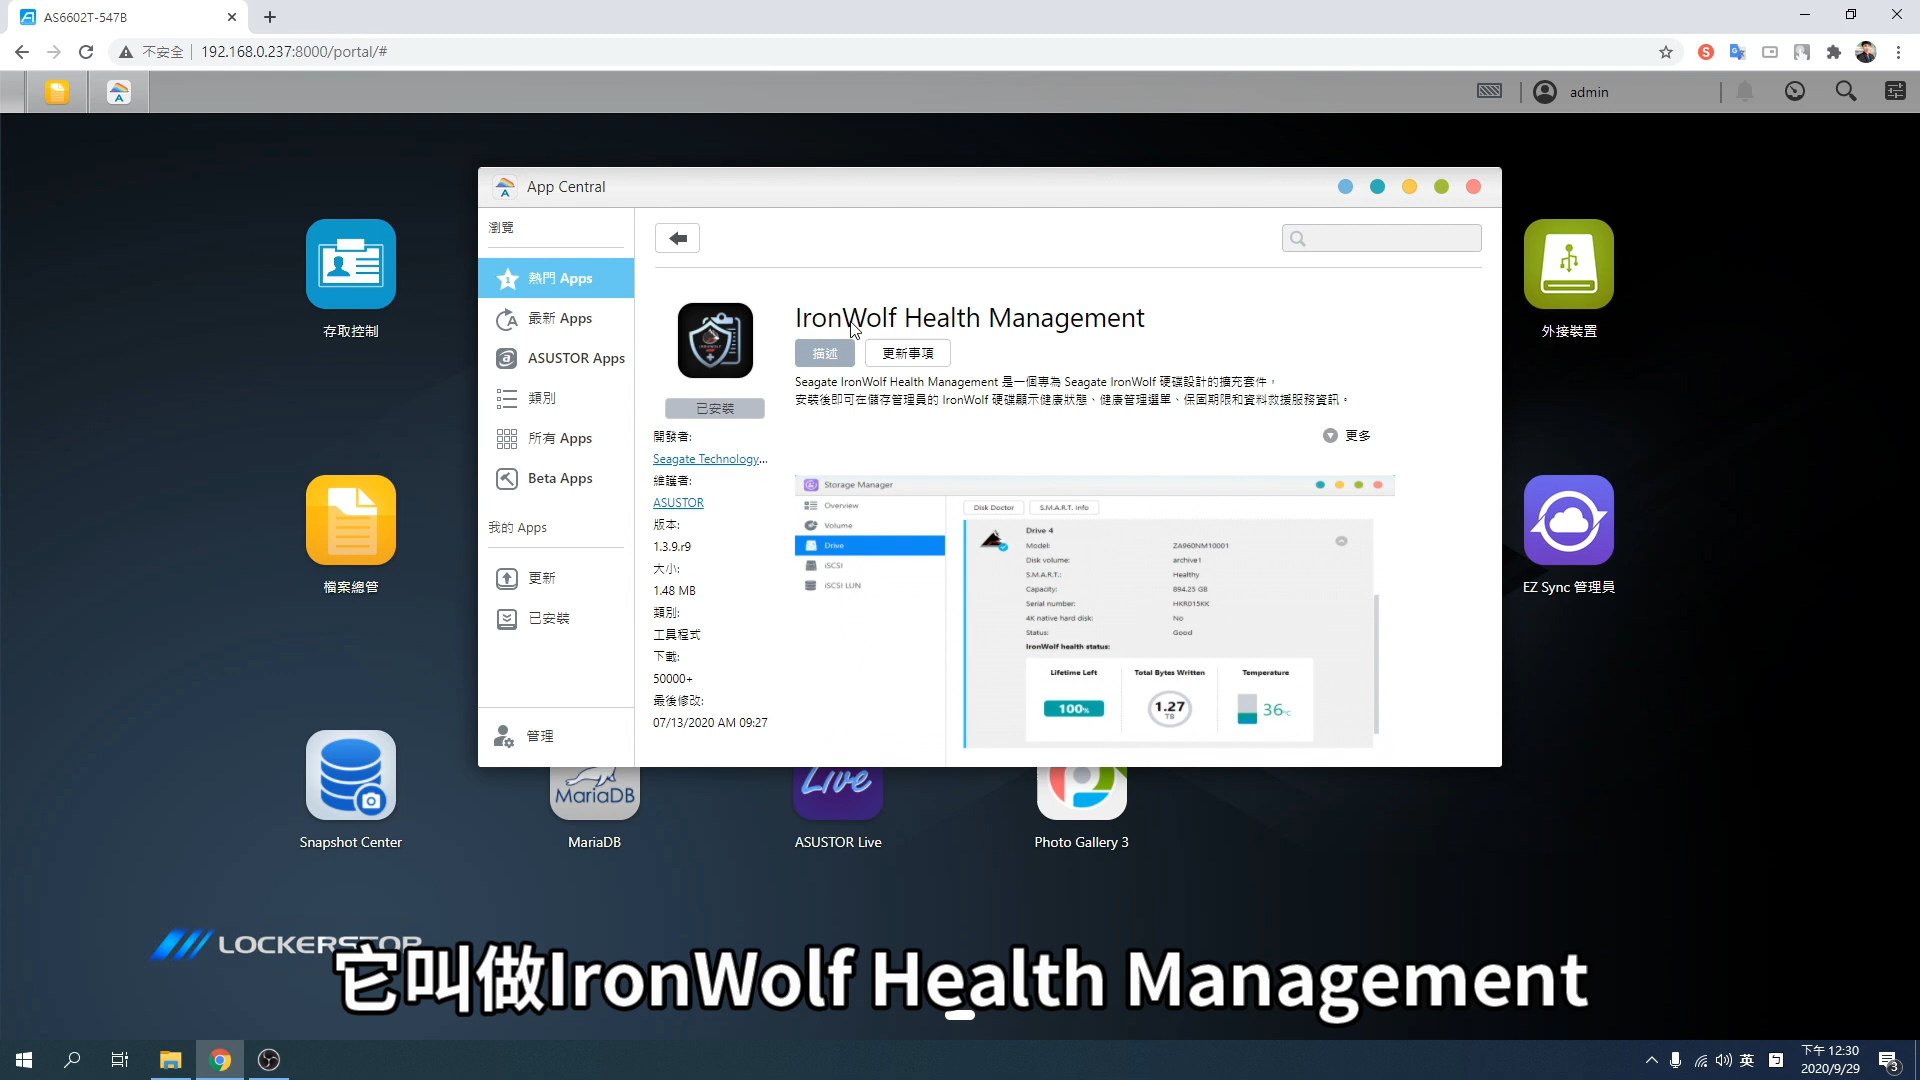 AS6602T-547B
不安全
192.168.0.237:8000/portal/#
admin
App Central
瀏覽
熱門 Apps
最新 Apps
ASUSTOR Apps
類別
所有 Apps
Beta Apps
我的 Apps
更新
已安裝
管理
已安裝
開發者:
Seagate Technology...
維護者:
ASUSTOR
版本:
1.3.9.r9
大小:
1.48 MB
類別:
工具程式
下載:
50000+
最後修改:
07/13/2020 AM 09:27
IronWolf Health Management
描述
更新事項
Seagate IronWolf Health Management 是一個專為 Seagate IronWolf 硬碟設計的擴充套件，
安裝後即可在儲存管理員的 IronWolf 硬碟顯示健康狀態、健康管理選單、保固期限和資料救援服務資訊。
更多
Storage Manager
Overview
Volume
Drive
iSCSI
iSCSI LUN
Disk Doctor
S.M.A.R.T. Info
Drive 4
Model: ZA960NM10001
Disk volume: archive1
S.M.A.R.T.: Healthy
Capacity: 894.25 GB
Serial number: HKR015KK
4K native hard disk: No
Status: Good
IronWolf health status:
Lifetime Left
100%
Total Bytes Written
1.27
TB
Temperature
36°C
存取控制
外接裝置
檔案總管
EZ Sync 管理員
Snapshot Center
MariaDB
MariaDB
Live
ASUSTOR Live
Photo Gallery 3
LOCKERSTOR
它叫做IronWolf Health Management
英
下午 12:30
2020/9/29
3